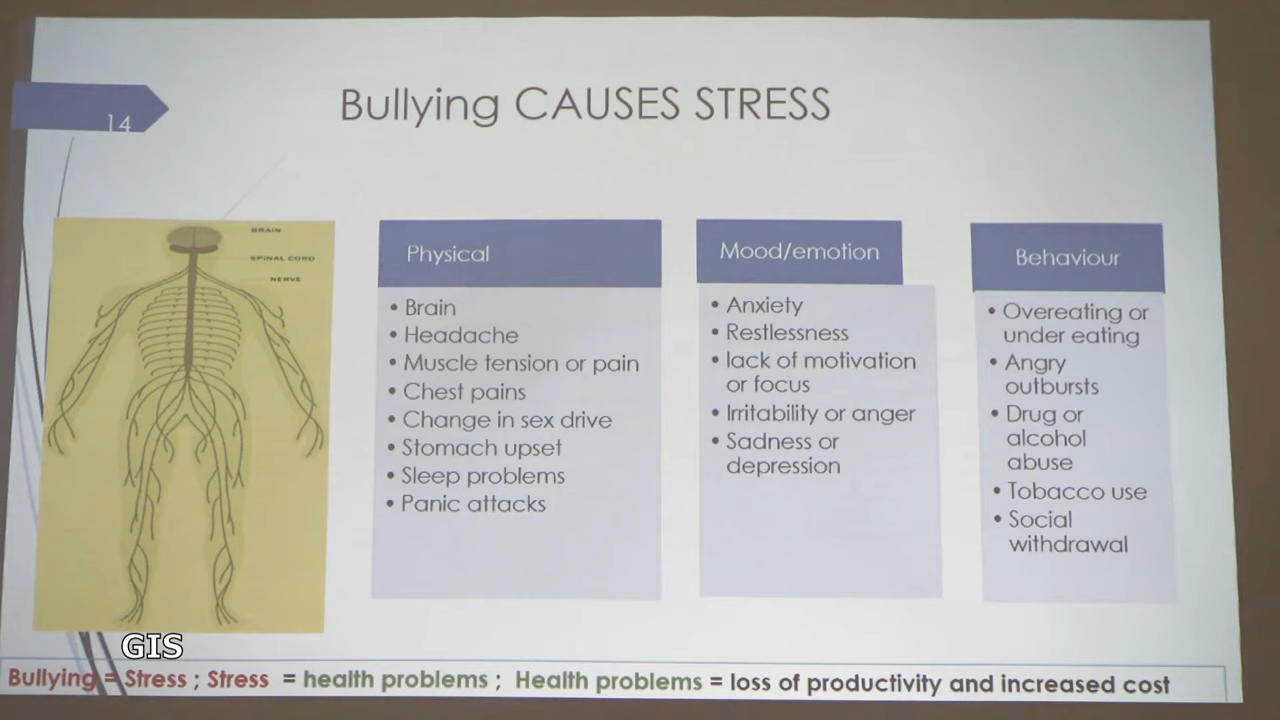 14
Bullying CAUSES STRESS
BRAIN
SPINAL CORD
NERVE
Physical
• Brain
• Headache
• Muscle tension or pain
• Chest pains
• Change in sex drive
• Stomach upset
• Sleep problems
• Panic attacks
Mood/emotion
• Anxiety
• Restlessness
• lack of motivation
or focus
• Irritability or anger
• Sadness or
depression
Behaviour
• Overeating or
under eating
• Angry
outbursts
• Drug or
alcohol
abuse
• Tobacco use
• Social
withdrawal
GIS
Bullying = Stress ; Stress = health problems ; Health problems = loss of productivity and increased cost